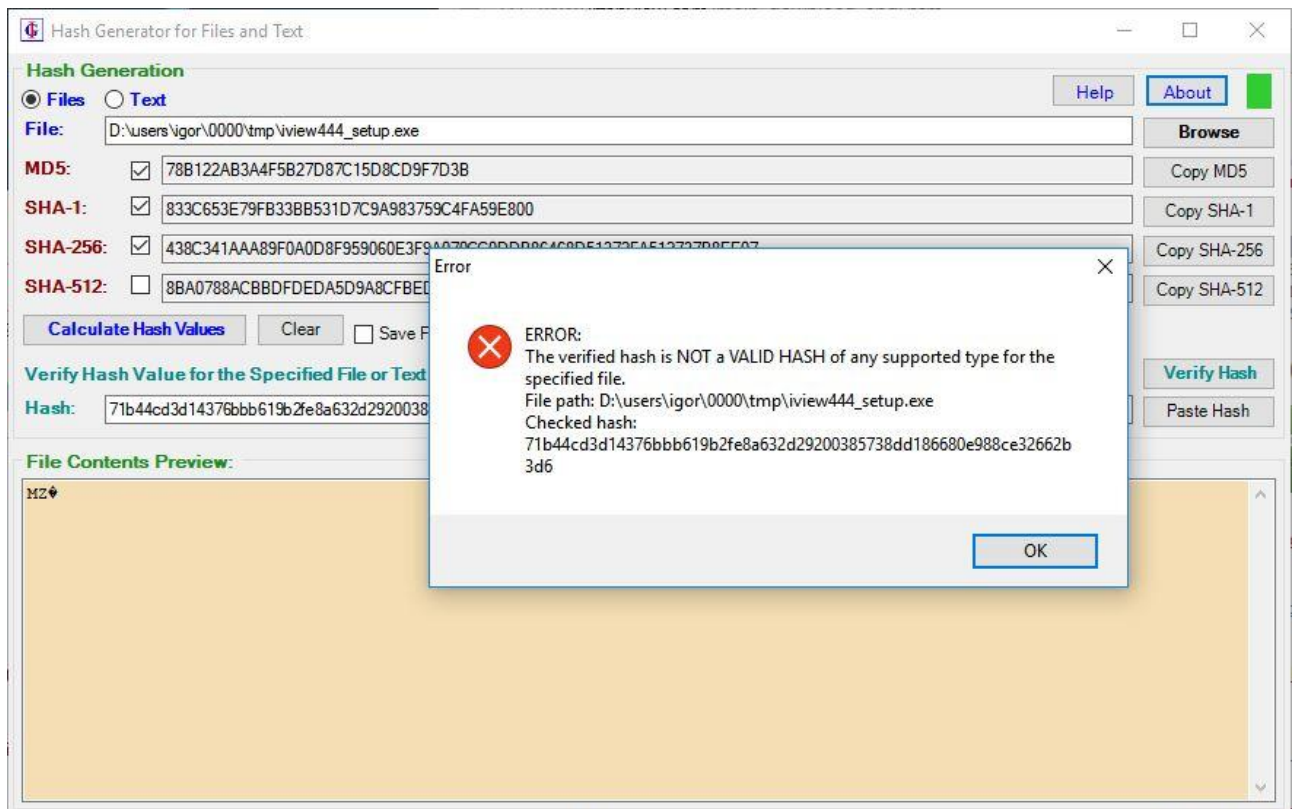 Hash Generator for Files and Text
Hash Generation
Files Text Help About
File: D:\users\igor\0000\tmp\iview444_setup.exe Browse
MD5: 78B122AB3A4F5B27D87C15D8CD9F7D3B Copy MD5
SHA-1: 833C653E79FB33BB531D7C9A983759C4FA59E800 Copy SHA-1
SHA-256: Copy SHA-256
SHA-512: Copy SHA-512
Calculate Hash Values Clear Save F
Verify Hash Value for the Specified File or Text Verify Hash
Hash: 71b44cd3d14376bbb619b2fe8a632d2920038 Paste Hash
File Contents Preview:
MZ�
Error
ERROR:
The verified hash is NOT a VALID HASH of any supported type for the
specified file.
File path: D:\users\igor\0000\tmp\iview444_setup.exe
Checked hash:
71b44cd3d14376bbb619b2fe8a632d29200385738dd186680e988ce32662b
3d6
OK